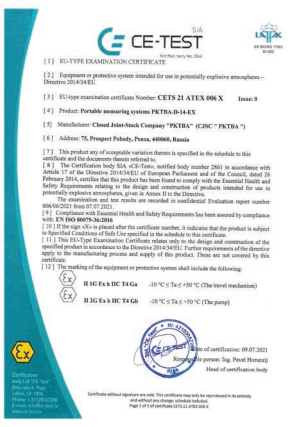 SIA
CE-TEST
Notified body No. 2861
LATAK
EN ISO/IEC 17065
[ 1 ] EU-TYPE EXAMINATION CERTIFICATE
[ 2 ] Equipment or protective system intended for use in potentially explosive atmospheres –
Directive 2014/34/EU
[ 3 ] EU-type examination certificate Number: CETS 21 ATEX 006 X Issue: 0
[ 4 ] Product: Portable measuring systems PKTBA-D-14-EX
[ 5 ] Manufacturer: Closed Joint-Stock Company "PKTBA" (CJSC " PKTBA ")
[ 6 ] Address: 75, Prospect Pobedy, Penza, 440060, Russia
[ 7 ] This product any of acceptable variation thereto is specified in the schedule to this
certificate and the documents therein referred to.
[ 8 ] The Certification body SIA «CE-Test», notified body number 2861 in accordance with
Article 17 of the Directive 2014/34/EU of European Parliament and of the Council, dated 26
February 2014, certifies that this product has been found to comply with the Essential Health and
Safety Requirements relating to the design and construction of products intended for use in
potentially explosive atmospheres, given in Annex II to the Directive.
The examination and test results are recorded in confidential Evaluation report Number
006/06/2021 from 07.07.2021.
[ 9 ] Compliance with Essential Health and Safety Requirements has been assured by compliance
with: EN ISO 80079-36:2016
[ 10 ] If the sign «X» is placed after the certificate number, it indicates that the product is subject
to Specified Conditions of Safe Use specified in the schedule to this certificate.
[ 11 ] This EU-Type Examination Certificate relates only to the design and construction of the
specified product in accordance to the Directive 2014/34/EU. Further requirements of the directive
apply to the manufacturing process and supply of this product. These are not covered by this
certificate.
[ 12 ] The marking of the equipment or protective system shall include the following:
II 1G Ex h IIC T4 Ga -10 °C ≤ Ta ≤ +50 °C (The travel mechanism)
II 2G Ex h IIC T4 Gb -10 °C ≤ Ta ≤ +50 °C (The pump)
Date of certification: 09.07.2021
Responsible person: Ing. Pavel Horunzij
Head of certification body
Certification
body Ltd "CE-Test"
Certificate without signature are void. This certificate may only be reproduced in its entirety
and without any change, schedule included.
Page 1 of 3 of certificate CETS 21 ATEX 006 X